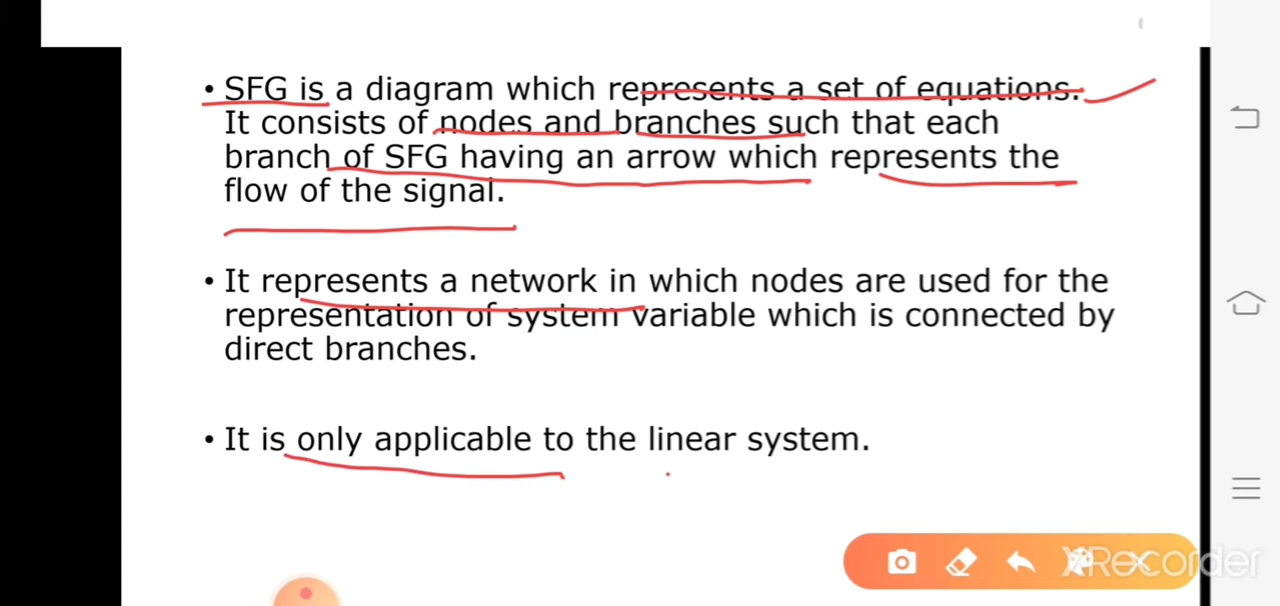 • SFG is a diagram which represents a set of equations.
It consists of nodes and branches such that each
branch of SFG having an arrow which represents the
flow of the signal.
• It represents a network in which nodes are used for the
representation of system variable which is connected by
direct branches.
• It is only applicable to the linear system.
XRecorder